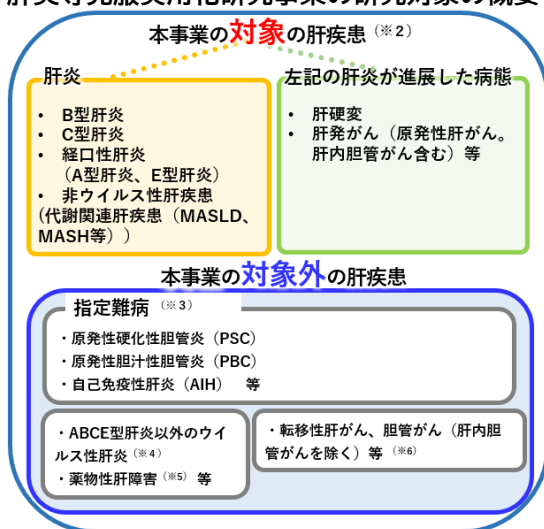 肝炎等克服実用化研究事業の研究対象の概要
本事業の対象の肝疾患（※2）
肝炎
• B型肝炎
• C型肝炎
• 経口性肝炎
（A型肝炎、E型肝炎）
• 非ウイルス性肝疾患
(代謝関連肝疾患（MASLD、
MASH等））
左記の肝炎が進展した病態
• 肝硬変
• 肝発がん（原発性肝がん。
肝内胆管がん含む）等
本事業の対象外の肝疾患
指定難病（※3）
・原発性硬化性胆管炎（PSC）
・原発性胆汁性胆管炎（PBC）
・自己免疫性肝炎（AIH） 等
・ABCE型肝炎以外のウイ
ルス性肝炎（※4）
・薬物性肝障害（※5）等
・転移性肝がん、胆管がん（肝内胆
管がんを除く）等（※6）